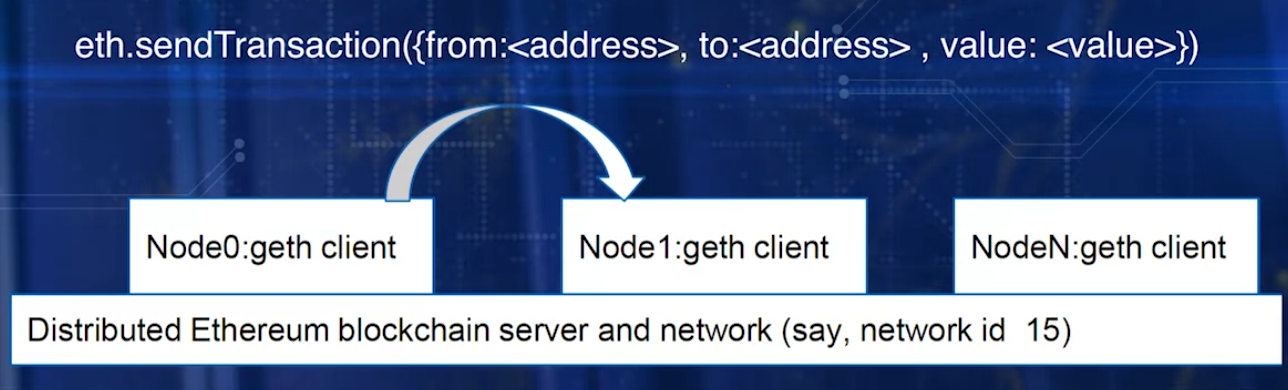 eth.sendTransaction({from:<address>, to:<address> , value: <value>})
Node0:geth client
Node1:geth client
NodeN:geth client
Distributed Ethereum blockchain server and network (say, network id 15)